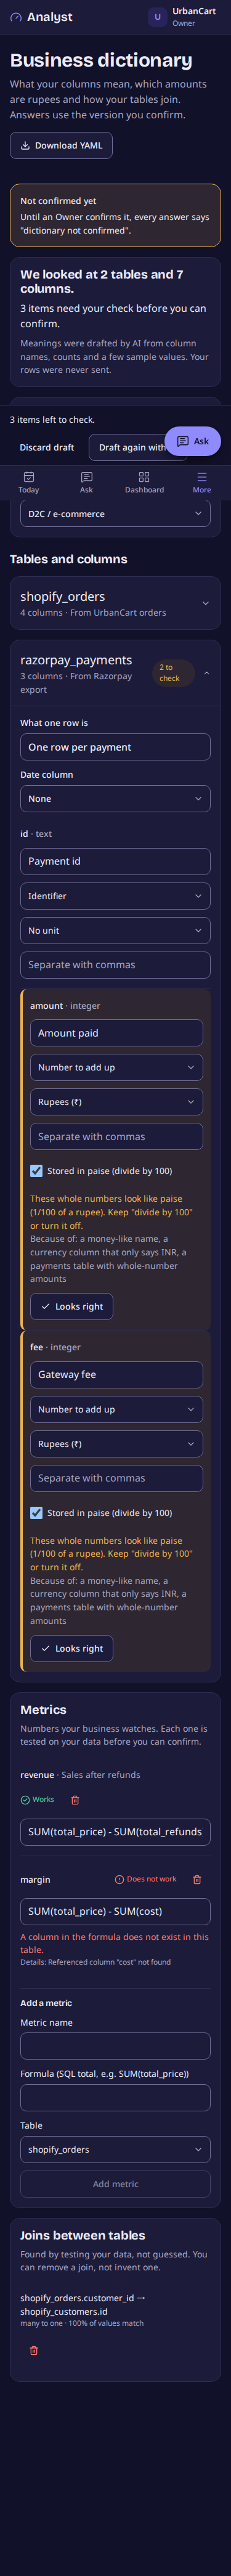 Analyst
U
UrbanCart
Owner
Business dictionary
What your columns mean, which amounts
are rupees and how your tables join.
Answers use the version you confirm.
Download YAML
Not confirmed yet
Until an Owner confirms it, every answer says
"dictionary not confirmed".
We looked at 2 tables and 7
columns.
3 items need your check before you can
confirm.
Meanings were drafted by AI from column
names, counts and a few sample values. Your
rows were never sent.
3 items left to check.
Discard draft
Draft again with
Ask
Today
Ask
Dashboard
More
D2C / e-commerce
Tables and columns
shopify_orders
4 columns · From UrbanCart orders
razorpay_payments
3 columns · From Razorpay
export
2 to
check
What one row is
One row per payment
Date column
None
id · text
Payment id
Identifier
No unit
Separate with commas
amount · integer
Amount paid
Number to add up
Rupees (₹)
Separate with commas
Stored in paise (divide by 100)
These whole numbers look like paise
(1/100 of a rupee). Keep "divide by 100"
or turn it off.
Because of: a money-like name, a
currency column that only says INR, a
payments table with whole-number
amounts
Looks right
fee · integer
Gateway fee
Number to add up
Rupees (₹)
Separate with commas
Stored in paise (divide by 100)
These whole numbers look like paise
(1/100 of a rupee). Keep "divide by 100"
or turn it off.
Because of: a money-like name, a
currency column that only says INR, a
payments table with whole-number
amounts
Looks right
Metrics
Numbers your business watches. Each one is
tested on your data before you can confirm.
revenue · Sales after refunds
Works
SUM(total_price) - SUM(total_refunds
margin
Does not work
SUM(total_price) - SUM(cost)
A column in the formula does not exist in this
table.
Details: Referenced column "cost" not found
Add a metric
Metric name
Formula (SQL total, e.g. SUM(total_price))
Table
shopify_orders
Add metric
Joins between tables
Found by testing your data, not guessed. You
can remove a join, not invent one.
shopify_orders.customer_id →
shopify_customers.id
many to one · 100% of values match